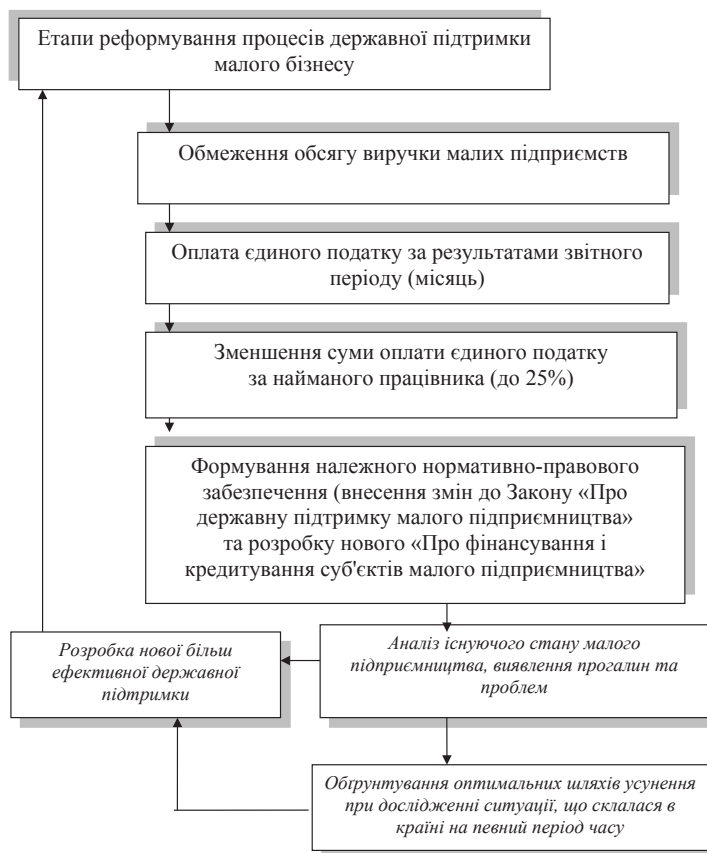 Етапи реформування процесів державної підтримки
малого бізнесу
Обмеження обсягу виручки малих підприємств
Оплата єдиного податку за результатами звітного
періоду (місяць)
Зменшення суми оплати єдиного податку
за найманого працівника (до 25%)
Формування належного нормативно-правового
забезпечення (внесення змін до Закону «Про
державну підтримку малого підприємництва»
та розробку нового «Про фінансування і
кредитування суб'єктів малого підприємництва»
Розробка нової більш
ефективної державної
підтримки
Аналіз існуючого стану малого
підприємництва, виявлення прогалин та
проблем
Обґрунтування оптимальних шляхів усунення
при дослідженні ситуації, що склалася в
країні на певний період часу